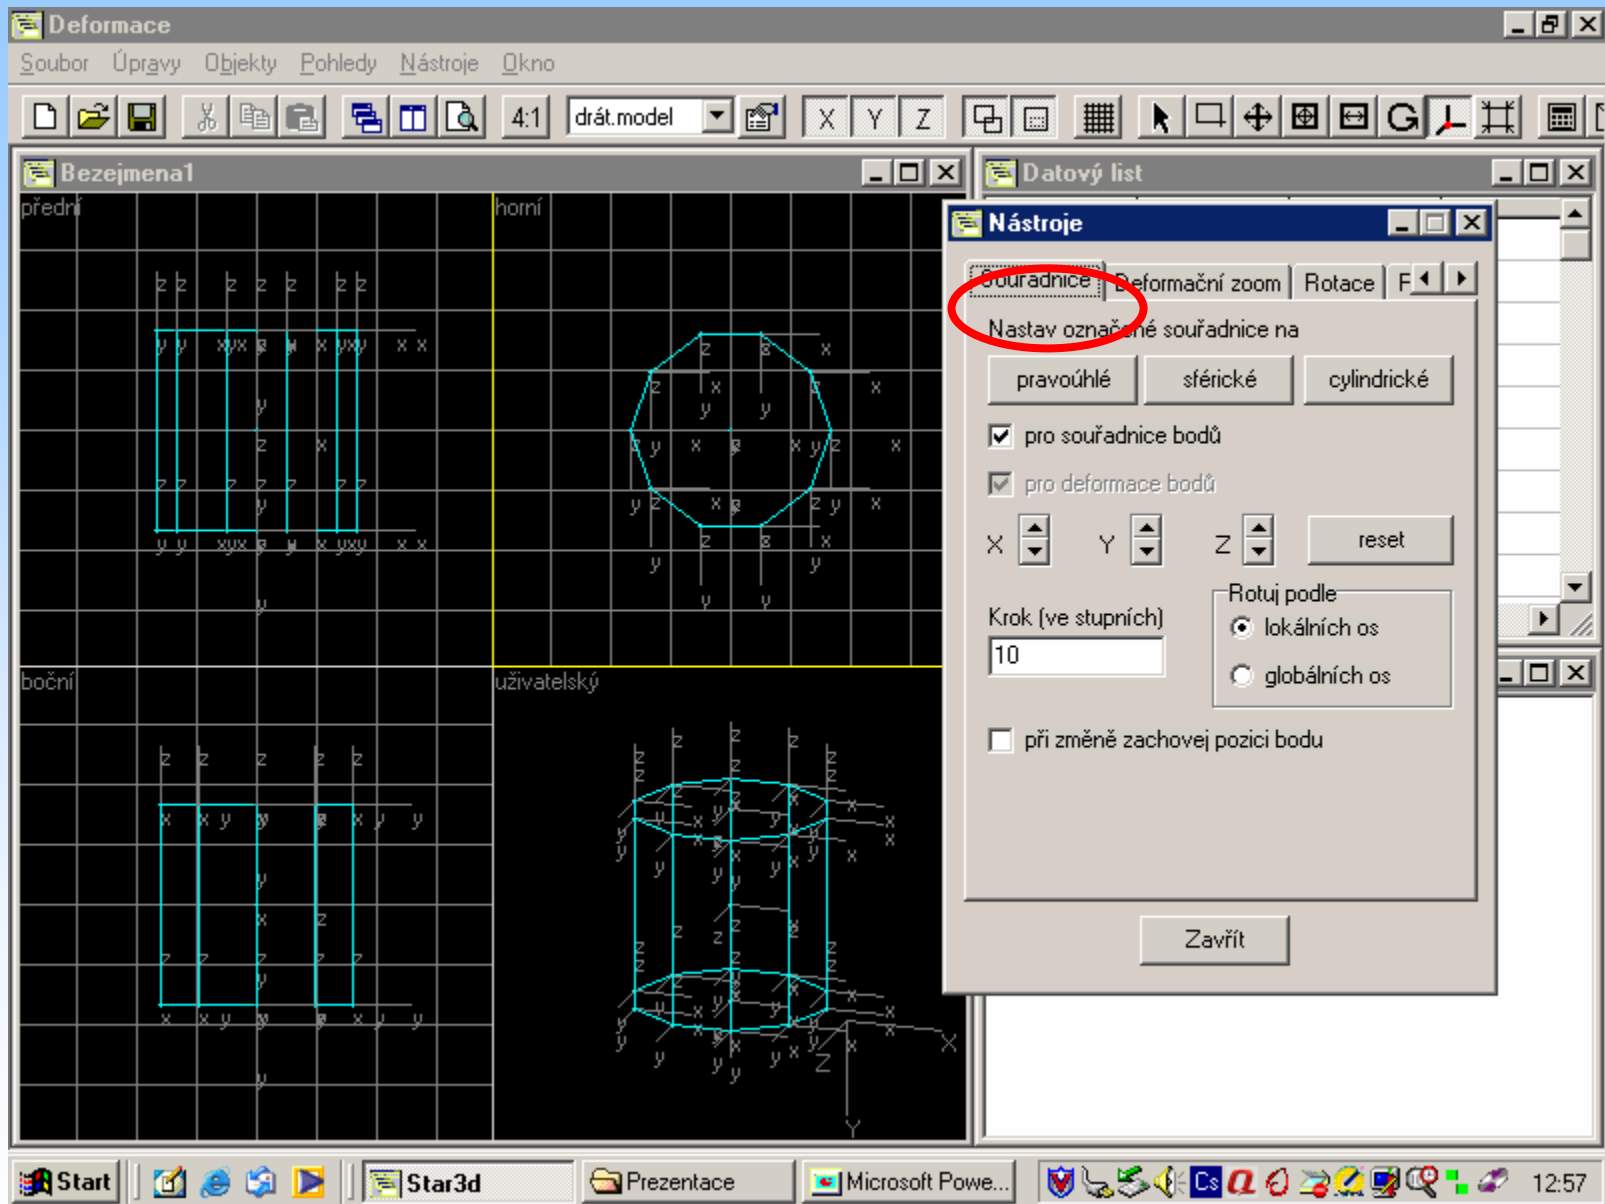 Deformace
Soubor Úpravy Objekty Pohledy Nástroje Okno
4:1 drát.model X Y Z
Bezejmena1
Datový list
přední
horní
boční
uživatelský
Nástroje
Souřadnice Deformační zoom Rotace
Nastav označené souřadnice na
pravoúhlé sférické cylindrické
pro souřadnice bodů
pro deformace bodů
X Y Z reset
Krok (ve stupních)
10
Rotuj podle
lokálních os
globálních os
při změně zachovej pozici bodu
Zavřít
X
Z
Y
Start Star3d Prezentace Microsoft Powe... Cs 12:57